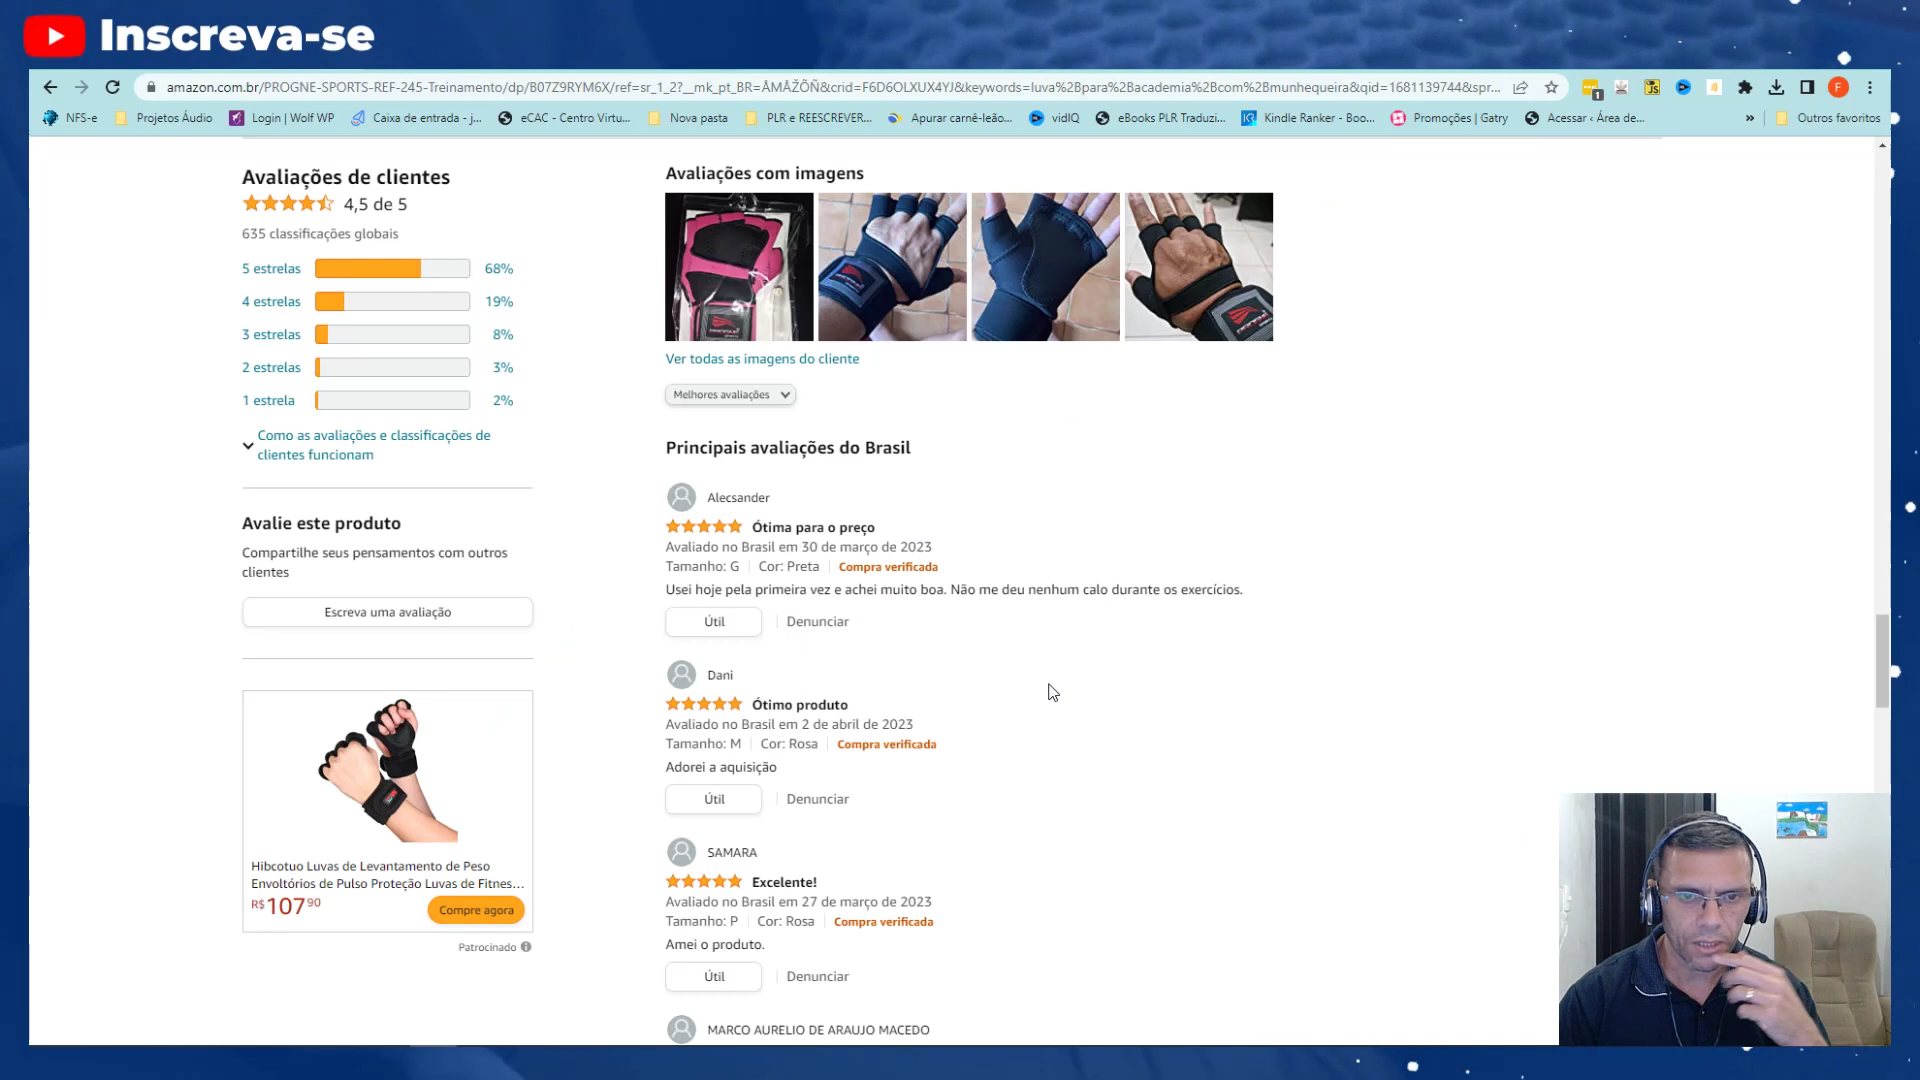 Inscreva-se
amazon.com.br/PROGNE-SPORTS-REF-245-Treinamento/dp/B07Z9RYM6X/ref=sr_1_2?__mk_pt_BR=ÅMÅŽÕÑ&crid=F6D6OLXUX4YJ&keywords=luva%2Bpara%2Bacademia%2Bcom%2Bmunhequeira&qid=1681139744&spr...
F
1
NFS-e
Projetos Áudio
Login | Wolf WP
Caixa de entrada - j...
eCAC - Centro Virtu...
Nova pasta
PLR e REESCREVER...
Apurar carnê-leão...
vidIQ
eBooks PLR Traduzi...
Kindle Ranker - Boo...
Promoções | Gatry
Acessar ‹ Área de...
»
Outros favoritos
Avaliações de clientes
4,5 de 5
635 classificações globais
5 estrelas 68%
4 estrelas 19%
3 estrelas 8%
2 estrelas 3%
1 estrela 2%
Como as avaliações e classificações de
clientes funcionam
Avalie este produto
Compartilhe seus pensamentos com outros
clientes
Escreva uma avaliação
Hibcotuo Luvas de Levantamento de Peso
Envoltórios de Pulso Proteção Luvas de Fitnes...
R$10790
Compre agora
Patrocinado
Avaliações com imagens
Ver todas as imagens do cliente
Melhores avaliações
Principais avaliações do Brasil
Alecsander
Ótima para o preço
Avaliado no Brasil em 30 de março de 2023
Tamanho: G | Cor: Preta | Compra verificada
Usei hoje pela primeira vez e achei muito boa. Não me deu nenhum calo durante os exercícios.
Útil | Denunciar
Dani
Ótimo produto
Avaliado no Brasil em 2 de abril de 2023
Tamanho: M | Cor: Rosa | Compra verificada
Adorei a aquisição
Útil | Denunciar
SAMARA
Excelente!
Avaliado no Brasil em 27 de março de 2023
Tamanho: P | Cor: Rosa | Compra verificada
Amei o produto.
Útil | Denunciar
MARCO AURELIO DE ARAUJO MACEDO